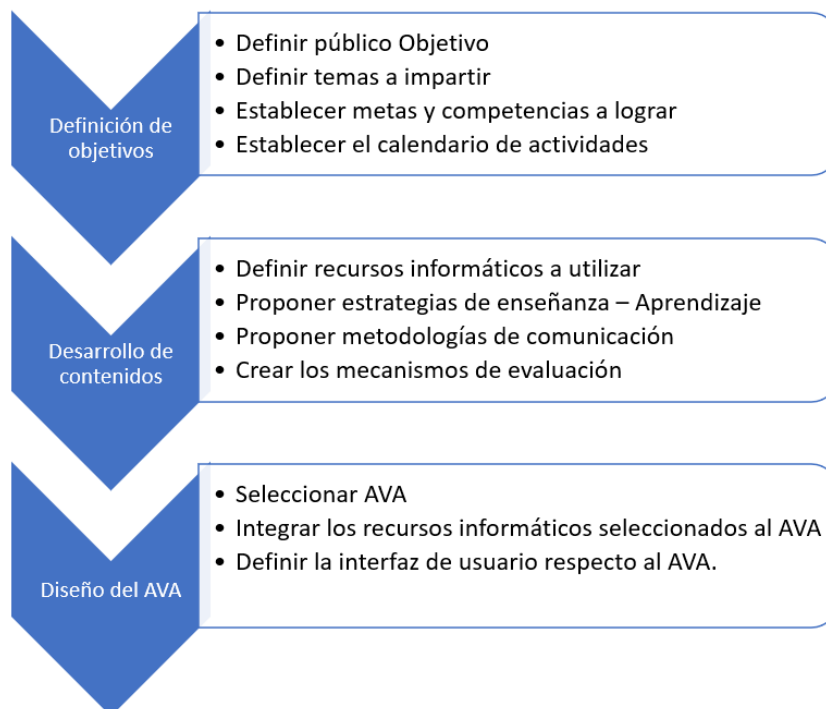 Definición de
objetivos
• Definir público Objetivo
• Definir temas a impartir
• Establecer metas y competencias a lograr
• Establecer el calendario de actividades
Desarrollo de
contenidos
• Definir recursos informáticos a utilizar
• Proponer estrategias de enseñanza – Aprendizaje
• Proponer metodologías de comunicación
• Crear los mecanismos de evaluación
Diseño del AVA
• Seleccionar AVA
• Integrar los recursos informáticos seleccionados al AVA
• Definir la interfaz de usuario respecto al AVA.